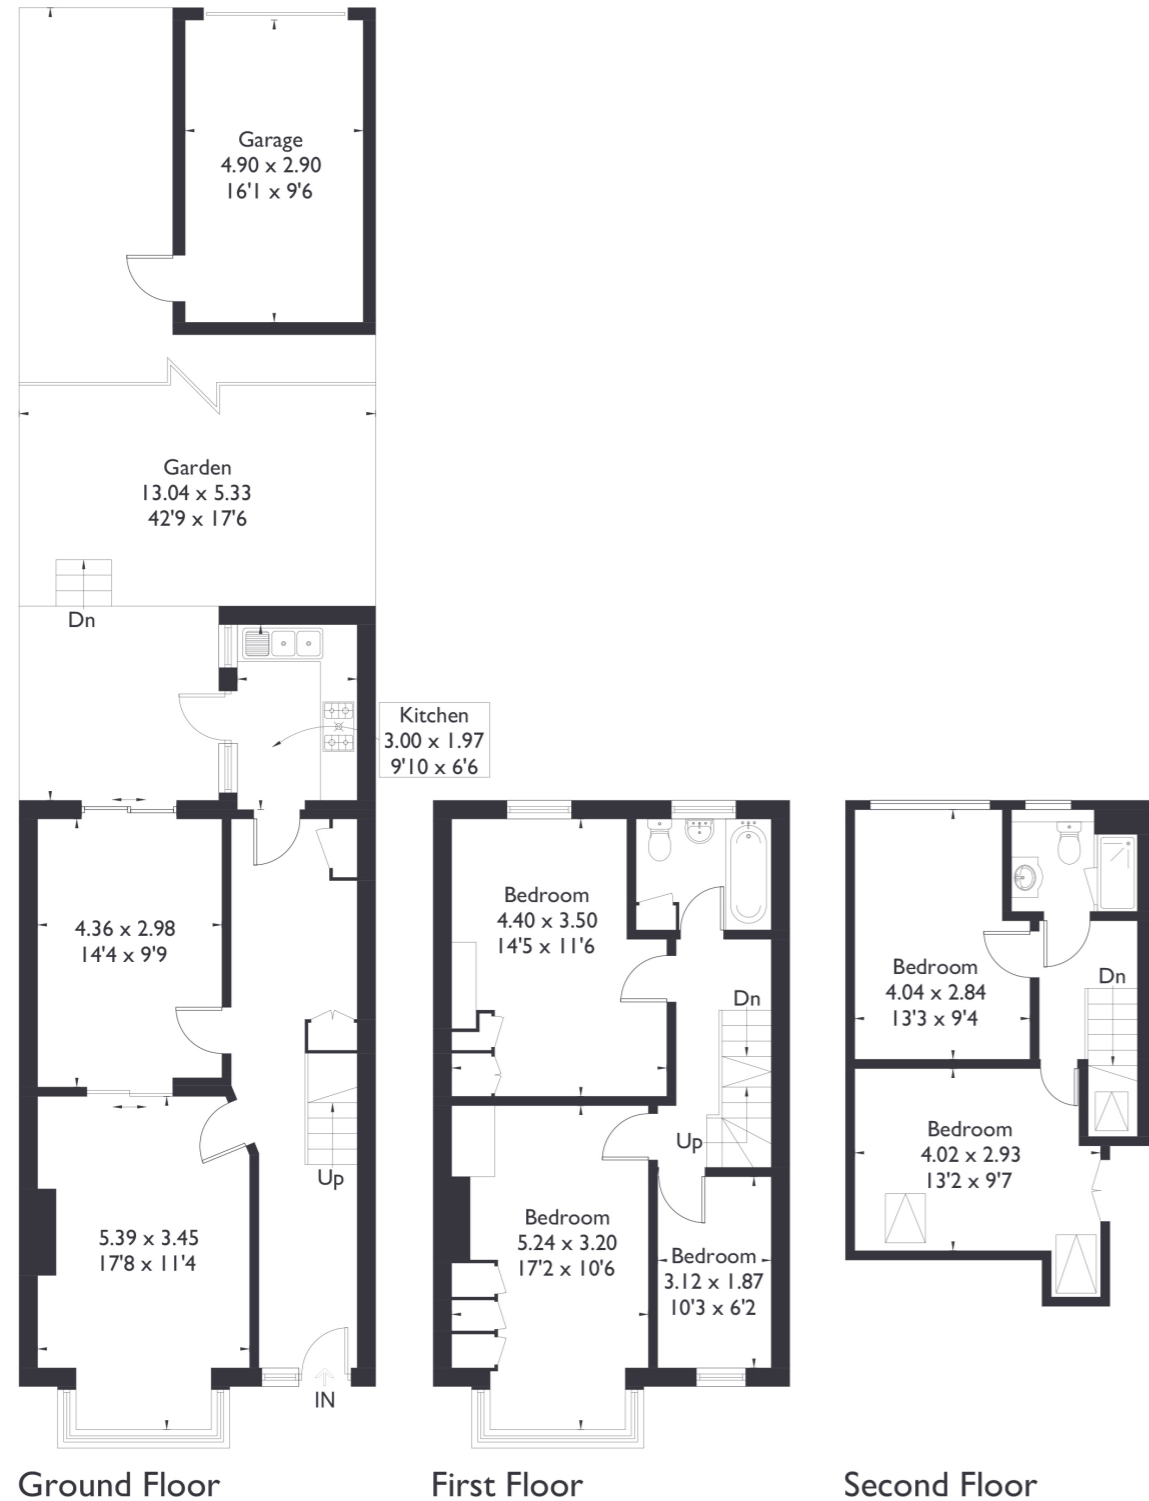 Garage
4.90 x 2.90
16'1 x 9'6
Garden
13.04 x 5.33
42'9 x 17'6
Dn
Kitchen
3.00 x 1.97
9'10 x 6'6
4.36 x 2.98
14'4 x 9'9
Up
5.39 x 3.45
17'8 x 11'4
IN
Ground Floor
Bedroom
4.40 x 3.50
14'5 x 11'6
Dn
Up
Bedroom
5.24 x 3.20
17'2 x 10'6
Bedroom
3.12 x 1.87
10'3 x 6'2
First Floor
Bedroom
4.04 x 2.84
13'3 x 9'4
Dn
Bedroom
4.02 x 2.93
13'2 x 9'7
Second Floor